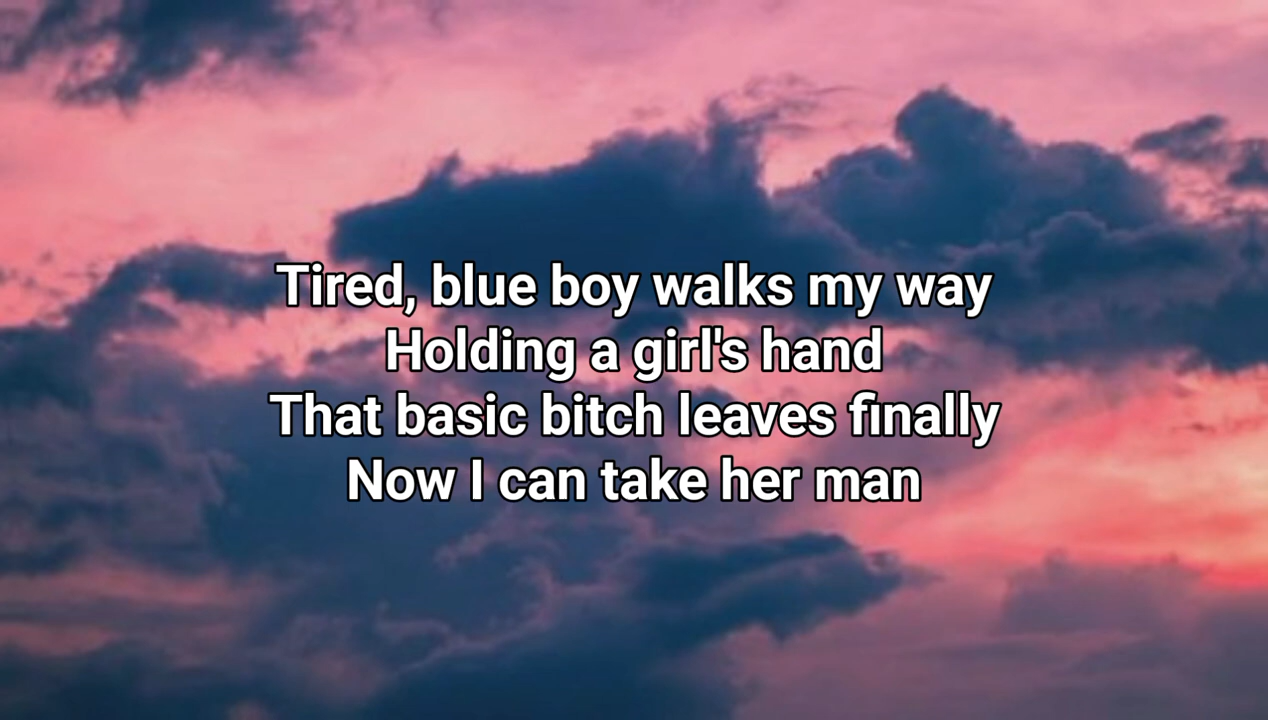 Tired, blue boy walks my way
Holding a girl's hand
That basic bitch leaves finally
Now I can take her man